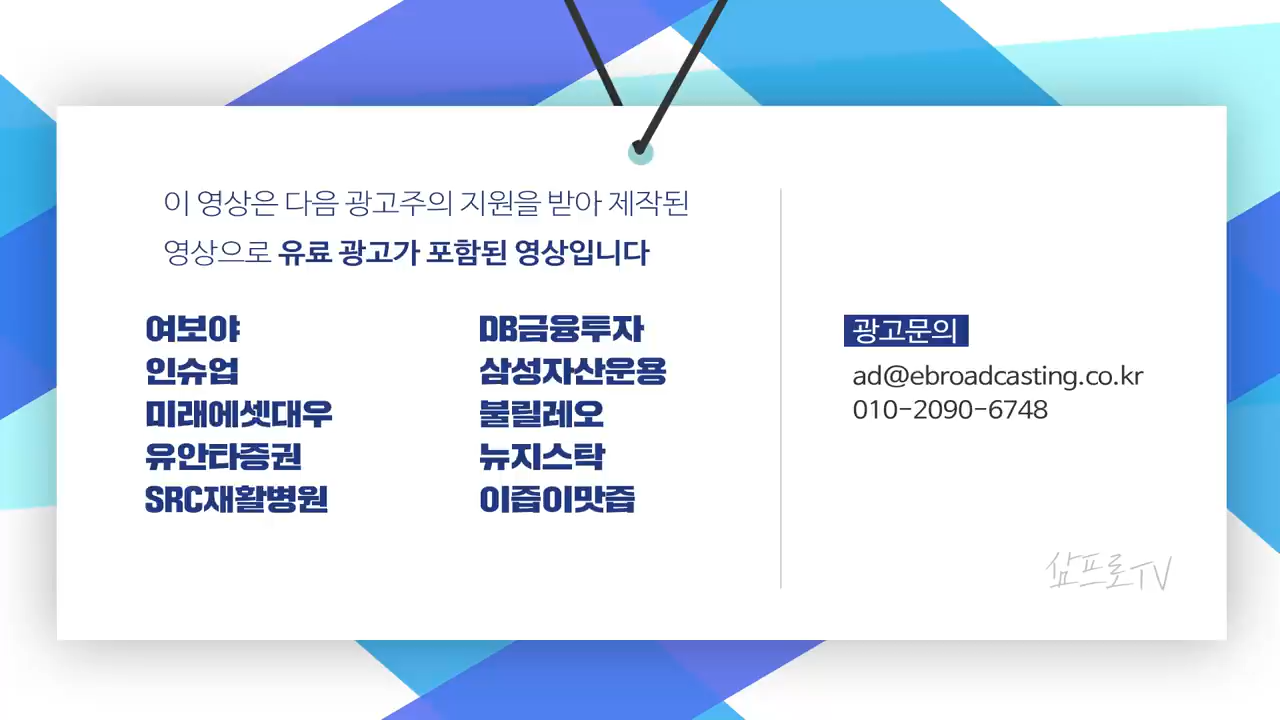 이 영상은 다음 광고주의 지원을 받아 제작된
영상으로 유료 광고가 포함된 영상입니다
여보야
인슈업
미래에셋대우
유안타증권
SRC재활병원
DB금융투자
삼성자산운용
불릴레오
뉴지스탁
이즙이맛즙
광고문의
ad@ebroadcasting.co.kr
010-2090-6748
삼프로TV